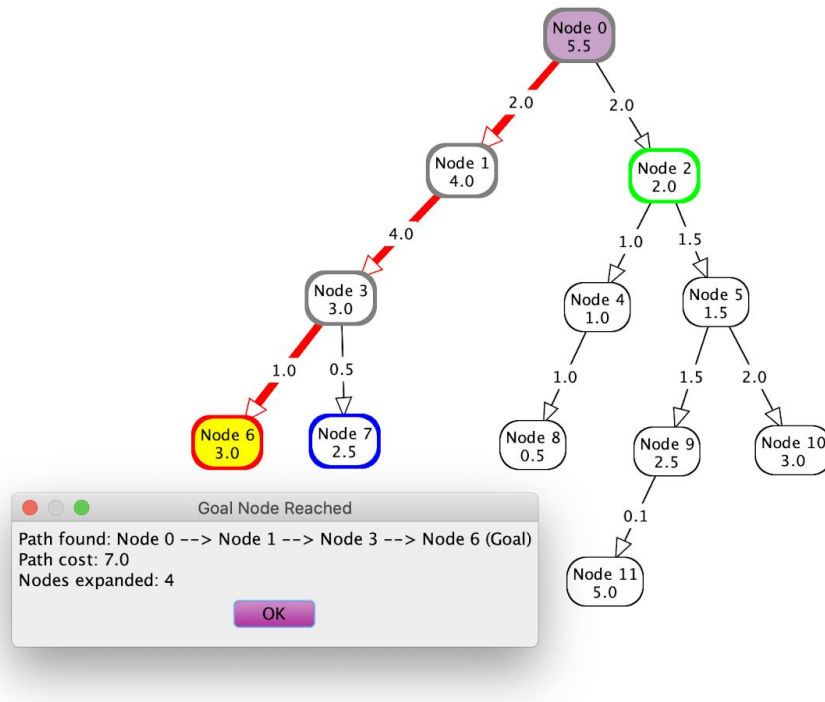 Node 0
5.5
2.0
2.0
Node 1
4.0
Node 2
2.0
4.0
1.0
1.5
Node 3
3.0
Node 4
1.0
Node 5
1.5
1.0
0.5
1.0
1.5
2.0
Node 6
3.0
Node 7
2.5
Node 8
0.5
Node 9
2.5
Node 10
3.0
0.1
Node 11
5.0
Goal Node Reached
Path found: Node 0 --> Node 1 --> Node 3 --> Node 6 (Goal)
Path cost: 7.0
Nodes expanded: 4
OK